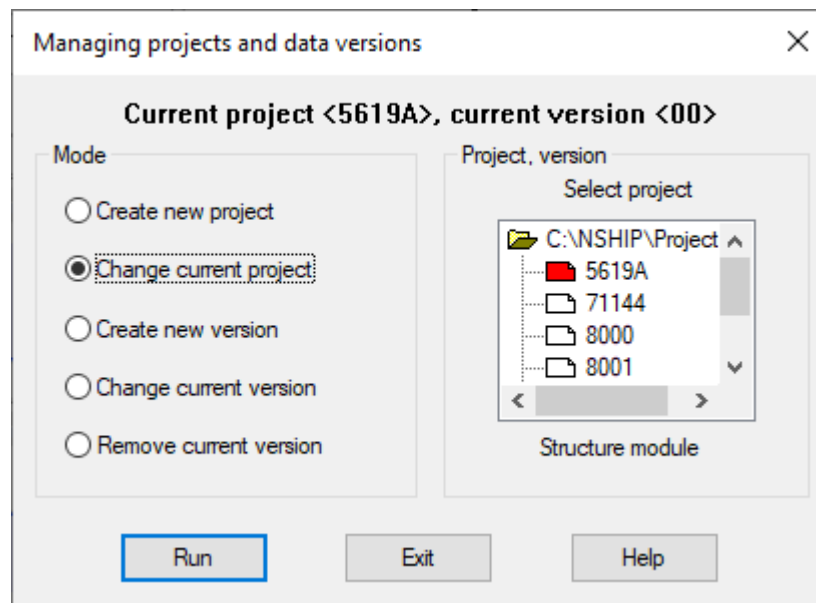 Managing projects and data versions
Current project <5619A>, current version <00>
Mode
Create new project
Change current project
Create new version
Change current version
Remove current version
Project, version
Select project
C:\NSHIP\Project
5619A
71144
8000
8001
Structure module
Run
Exit
Help